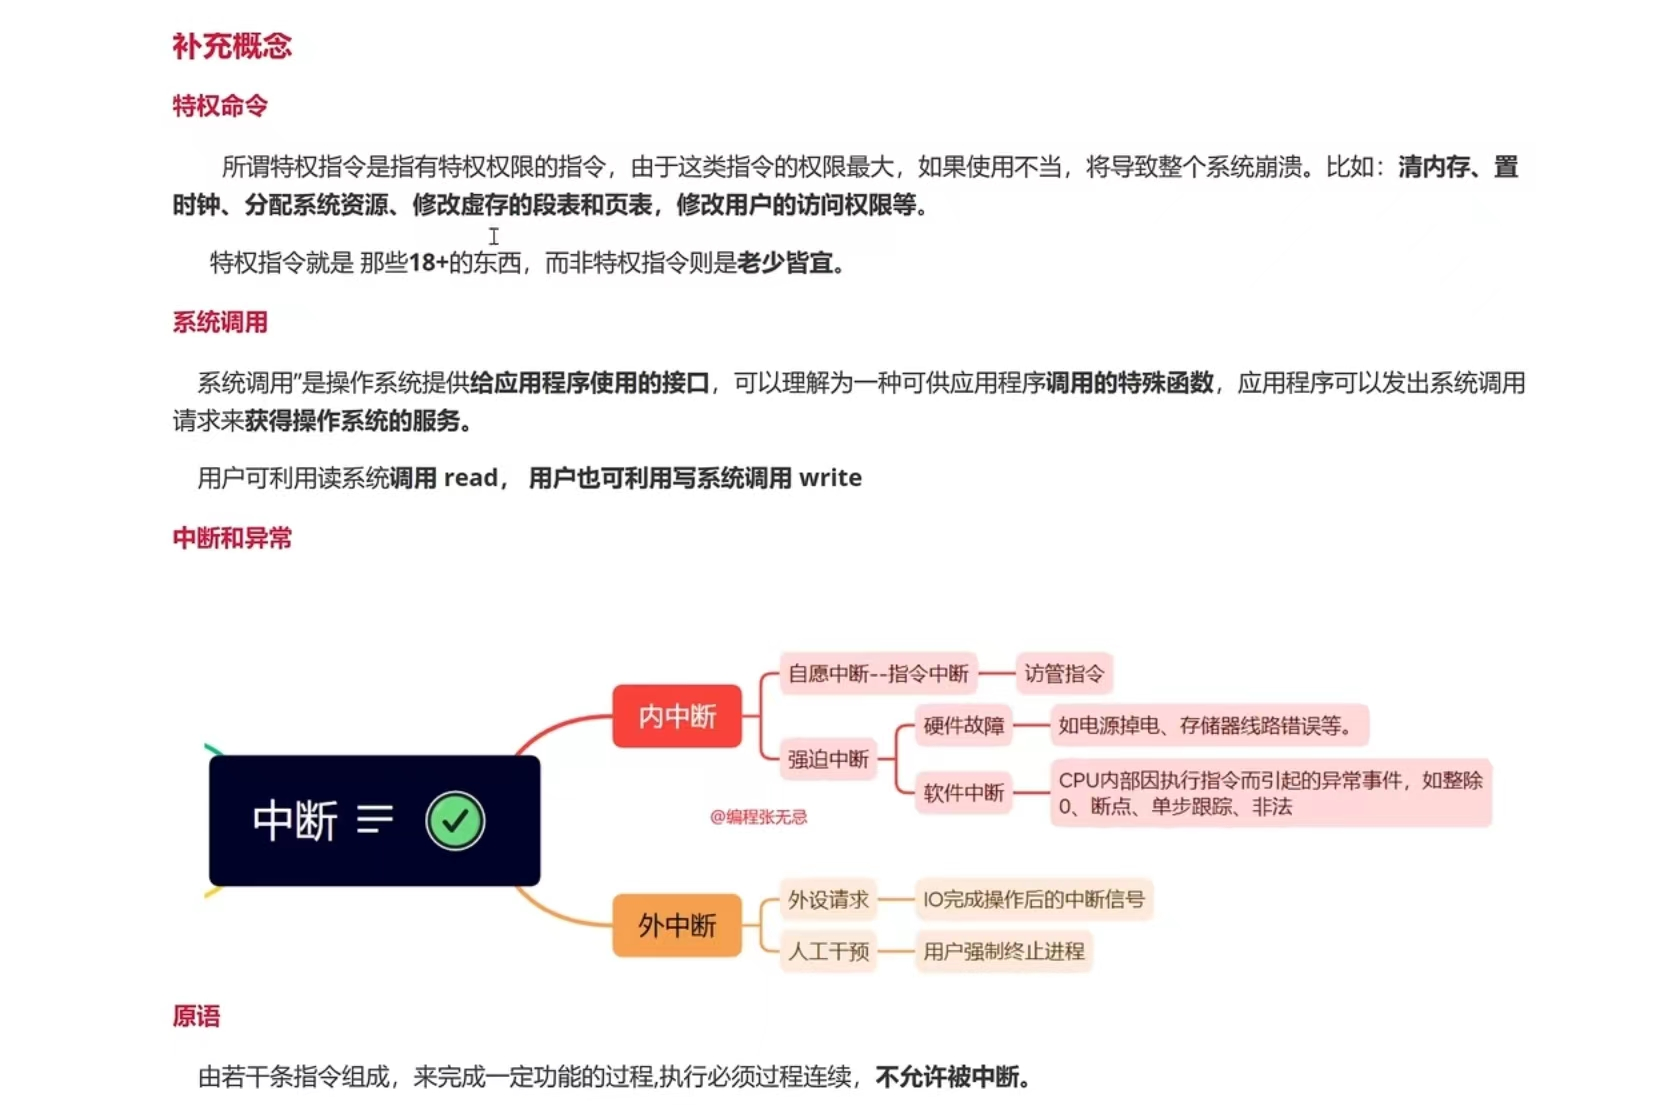 补充概念
特权命令
所谓特权指令是指有特权权限的指令，由于这类指令的权限最大，如果使用不当，将导致整个系统崩溃。比如：清内存、置
时钟、分配系统资源、修改虚存的段表和页表，修改用户的访问权限等。
特权指令就是 那些18+的东西，而非特权指令则是老少皆宜。
系统调用
系统调用”是操作系统提供给应用程序使用的接口，可以理解为一种可供应用程序调用的特殊函数，应用程序可以发出系统调用
请求来获得操作系统的服务。
用户可利用读系统调用 read， 用户也可利用写系统调用 write
中断和异常
中断
内中断
自愿中断--指令中断
访管指令
强迫中断
硬件故障
如电源掉电、存储器线路错误等。
软件中断
CPU内部因执行指令而引起的异常事件，如整除
0、断点、单步跟踪、非法
@编程张无忌
外中断
外设请求
IO完成操作后的中断信号
人工干预
用户强制终止进程
原语
由若干条指令组成，来完成一定功能的过程,执行必须过程连续，不允许被中断。